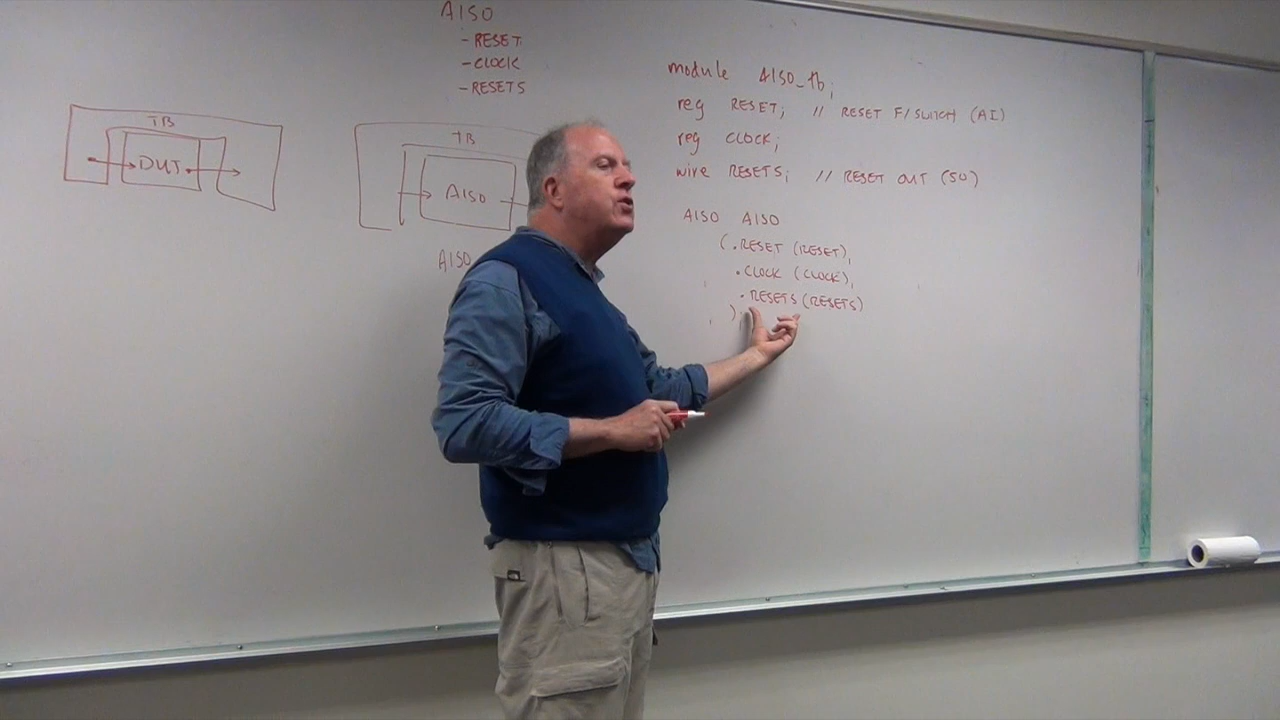 AISO
- RESET
- CLOCK
- RESETS
TB
DUT
TB
AISO
AISO
module AISO_tb;
reg RESET; // RESET F/SWITCH (AI)
reg CLOCK;
wire RESETS; // RESET OUT (SO)
AISO AISO
(.RESET (RESET),
.CLOCK (CLOCK),
.RESETS (RESETS)
);